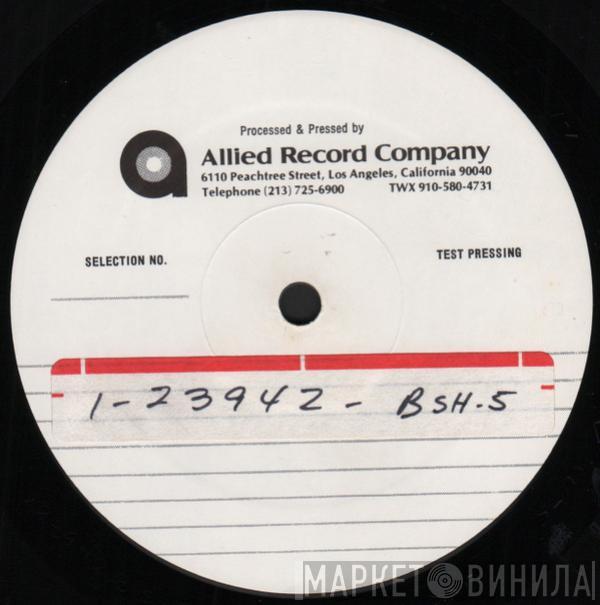 Processed & Pressed by
Allied Record Company
6110 Peachtree Street, Los Angeles, California 90040
Telephone (213) 725-6900 TWX 910-580-4731
SELECTION NO.
TEST PRESSING
1-23942- BSH-5
МАРКЕТ ВИНИЛА